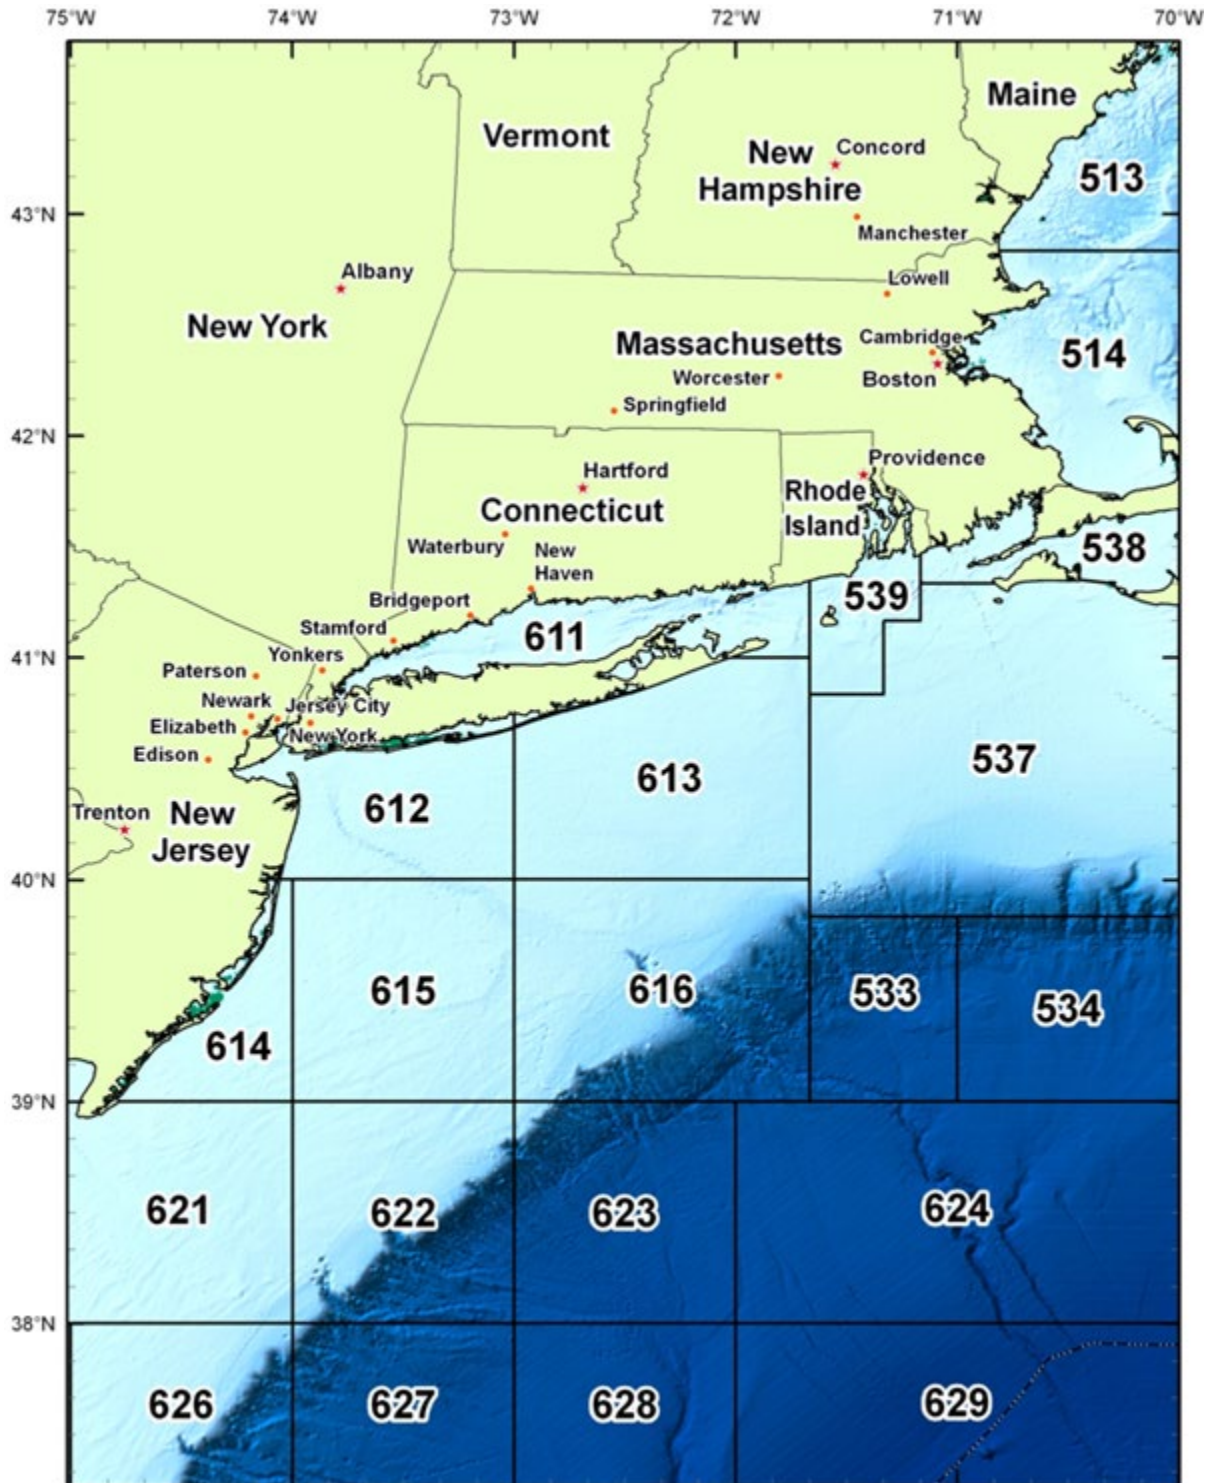 75°W
74°W
73°W
72°W
71°W
70°W
Maine
Vermont
New
Hampshire
Concord
513
43°N
Manchester
Albany
Lowell
New York
Massachusetts
Cambridge
514
Worcester
Boston
Springfield
42°N
Providence
Hartford
Rhode
Island
Connecticut
Waterbury
New
Haven
538
Bridgeport
539
Stamford
611
Yonkers
41°N
Paterson
Newark
Jersey City
Elizabeth
New York
Edison
537
613
Trenton
New
Jersey
612
40°N
615
616
533
534
614
39°N
621
622
623
624
38°N
626
627
628
629